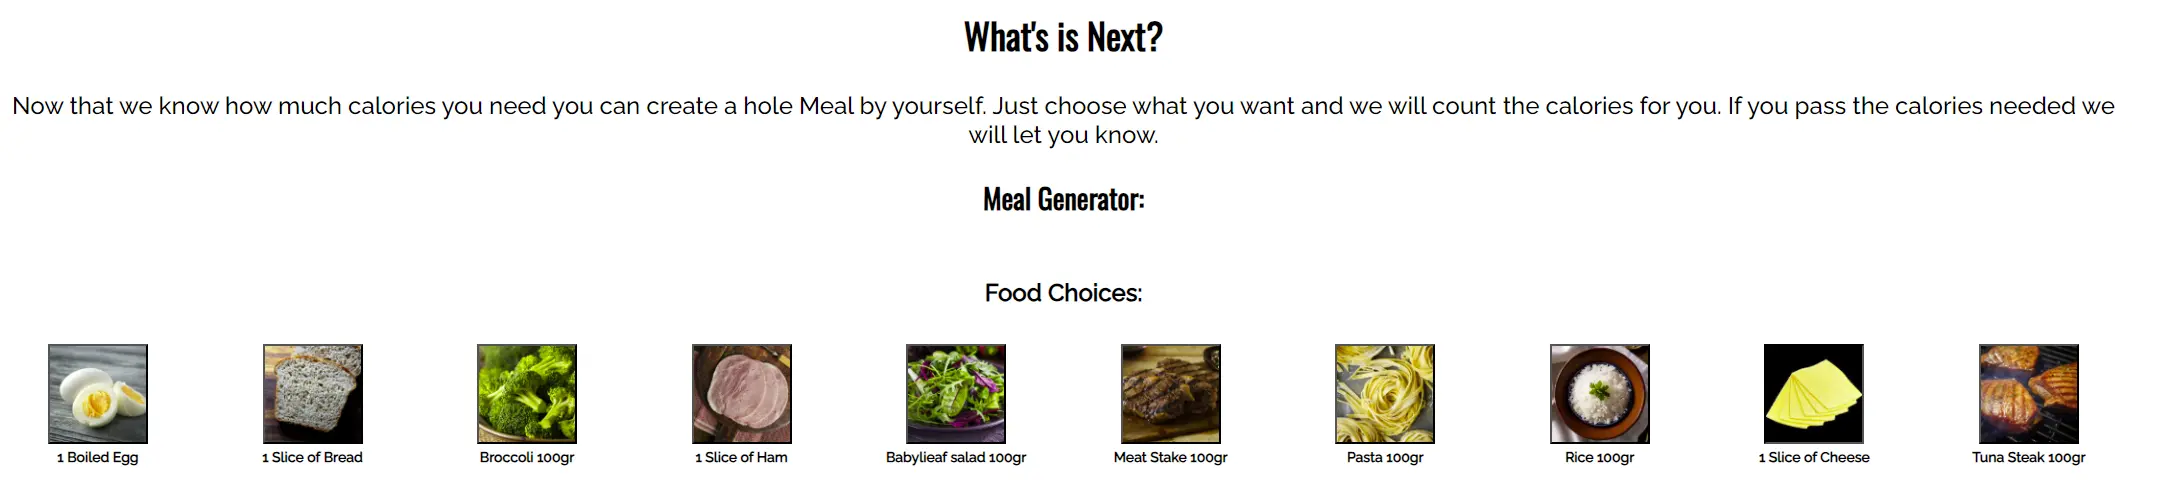 What's is Next?
Now that we know how much calories you need you can create a hole Meal by yourself. Just choose what you want and we will count the calories for you. If you pass the calories needed we
will let you know.
Meal Generator:
Food Choices:
1 Boiled Egg
1 Slice of Bread
Broccoli 100gr
1 Slice of Ham
Babylieaf salad 100gr
Meat Stake 100gr
Pasta 100gr
Rice 100gr
1 Slice of Cheese
Tuna Steak 100gr